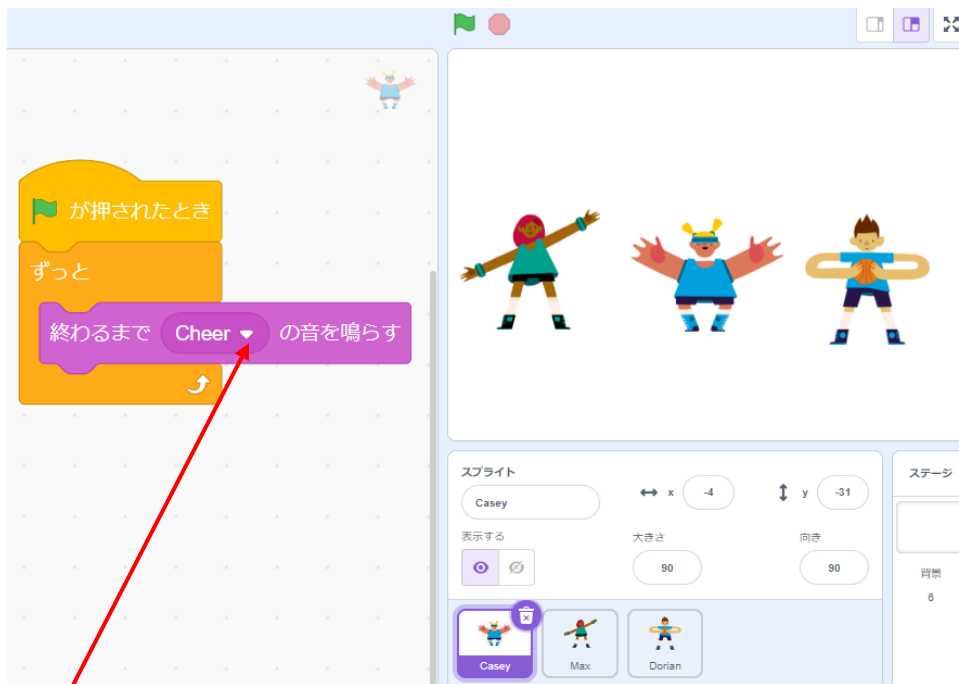 が押されたとき
ずっと
終わるまで Cheer の音を鳴らす
スプライト
Casey
x -4
y -31
表示する
大きさ
90
向き
90
Casey
Max
Dorian
ステージ
背景
6